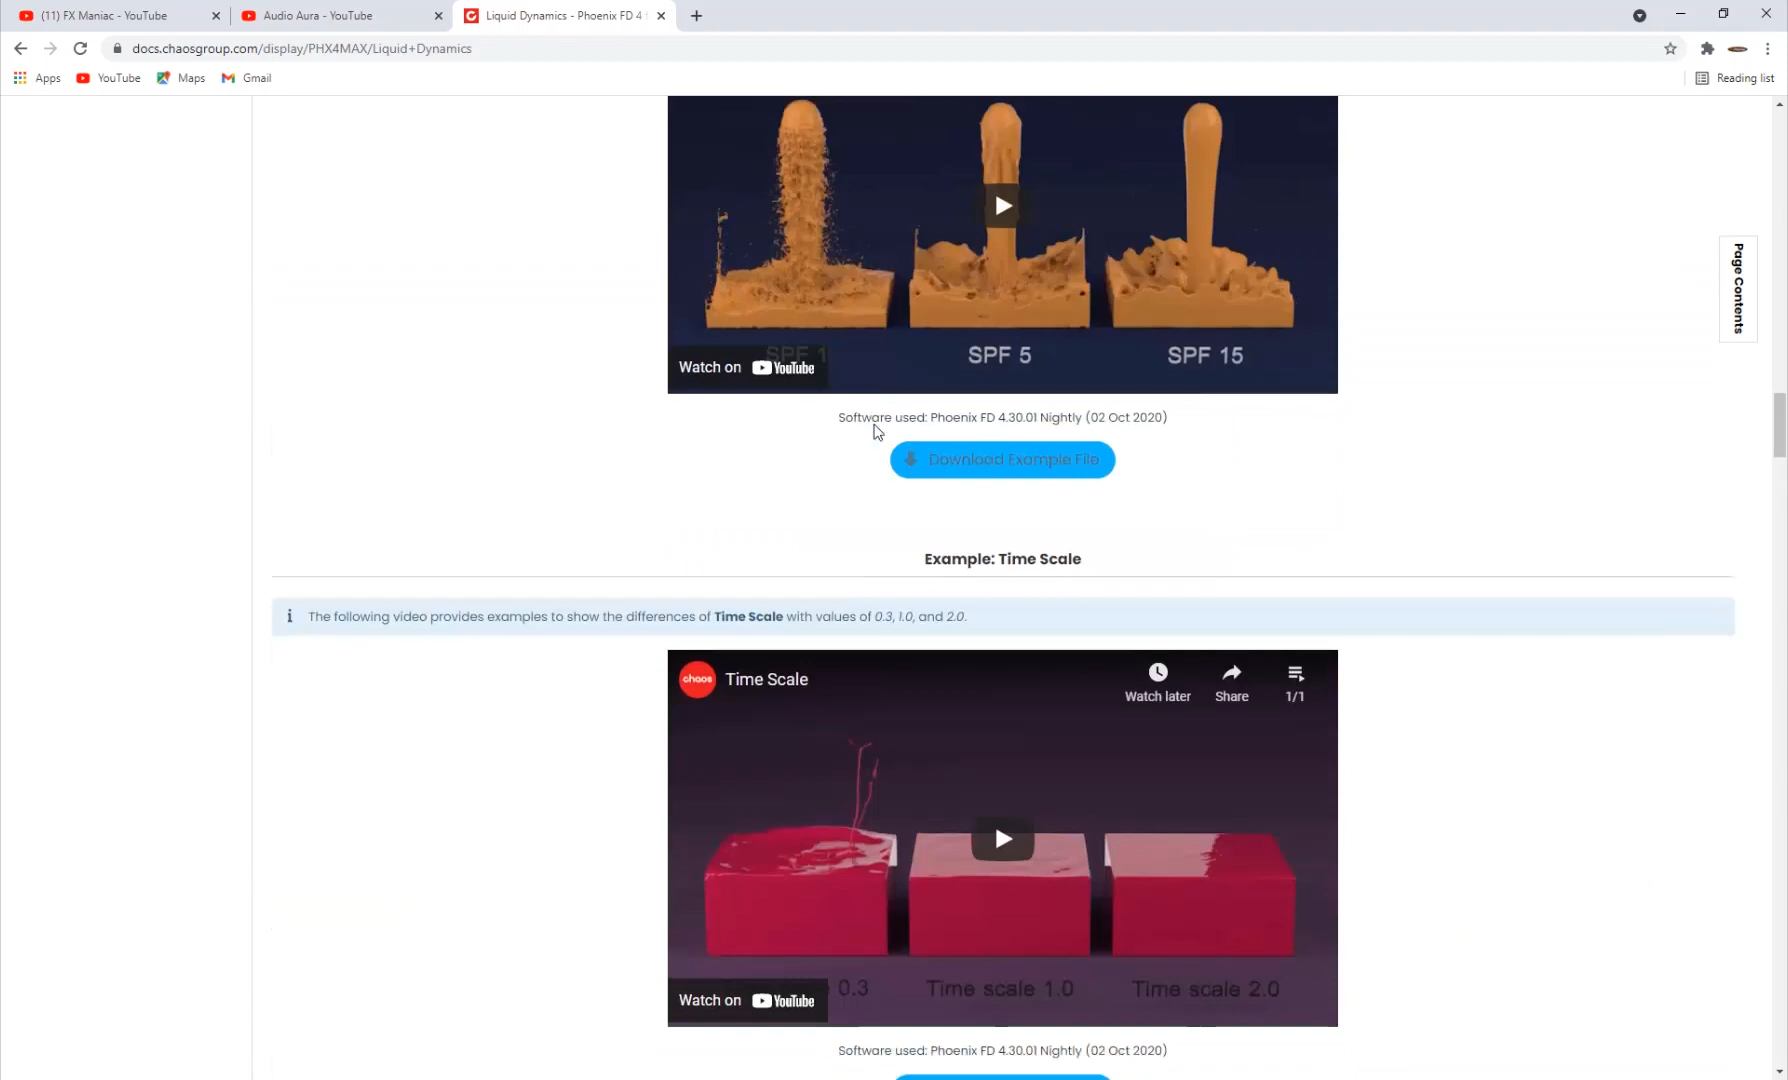 (11) FX Maniac - YouTube
Audio Aura - YouTube
Liquid Dynamics - Phoenix FD 4 f
docs.chaosgroup.com/display/PHX4MAX/Liquid+Dynamics
Apps
YouTube
Maps
Gmail
Reading list
Page Contents
SPF 1
SPF 5
SPF 15
Watch on YouTube
Software used: Phoenix FD 4.30.01 Nightly (02 Oct 2020)
Download Example File
Example: Time Scale
The following video provides examples to show the differences of Time Scale with values of 0.3, 1.0, and 2.0.
chaos
Time Scale
Watch later
Share
1/1
0.3
Time scale 1.0
Time scale 2.0
Watch on YouTube
Software used: Phoenix FD 4.30.01 Nightly (02 Oct 2020)